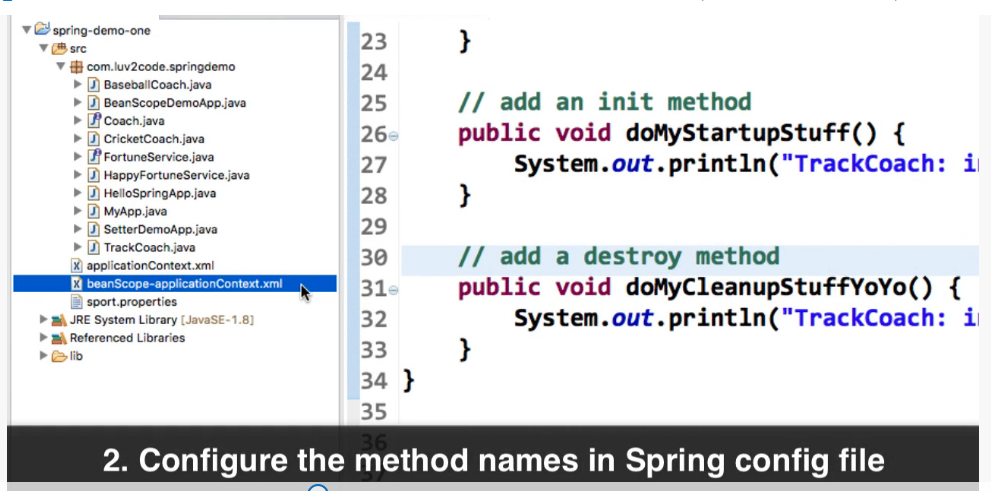 spring-demo-one
src
com.luv2code.springdemo
BaseballCoach.java
BeanScopeDemoApp.java
Coach.java
CricketCoach.java
FortuneService.java
HappyFortuneService.java
HelloSpringApp.java
MyApp.java
SetterDemoApp.java
TrackCoach.java
applicationContext.xml
beanScope-applicationContext.xml
sport.properties
JRE System Library [JavaSE-1.8]
Referenced Libraries
lib
23 }
24
25 // add an init method
26 public void doMyStartupStuff() {
27 System.out.println("TrackCoach: in
28 }
29
30 // add a destroy method
31 public void doMyCleanupStuffYoYo() {
32 System.out.println("TrackCoach: in
33 }
34 }
35
36
2. Configure the method names in Spring config file